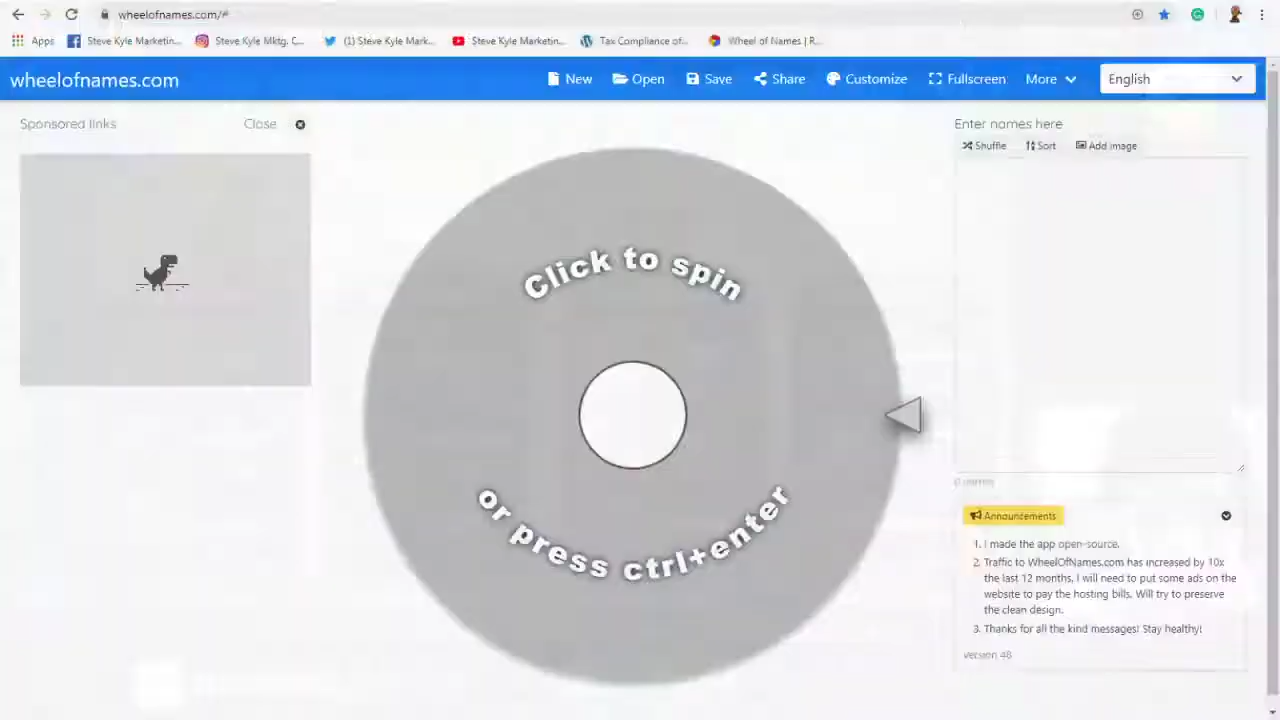 wheelofnames.com/#
Apps
Steve Kyle Marketin...
Steve Kyle Mktg. C...
(1) Steve Kyle Mark...
Steve Kyle Marketin...
Tax Compliance of...
Wheel of Names | R...
wheelofnames.com
New
Open
Save
Share
Customize
Fullscreen
More
English
Sponsored links
Close
Enter names here
Shuffle
Sort
Add image
Click to spin
or press ctrl+enter
0 names
Announcements
1. I made the app open-source.
2. Traffic to WheelOfNames.com has increased by 10x
the last 12 months. I will need to put some ads on the
website to pay the hosting bills. Will try to preserve
the clean design.
3. Thanks for all the kind messages! Stay healthy!
version 48